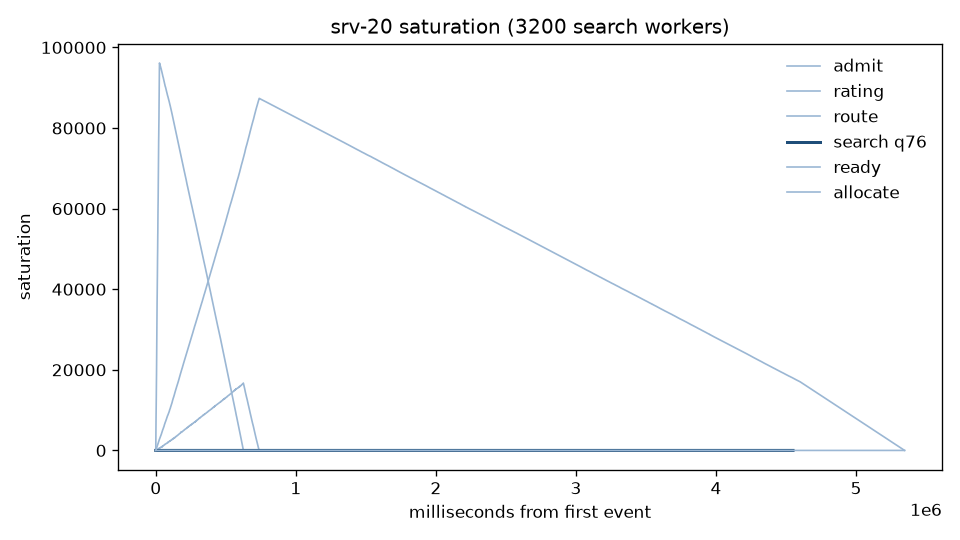 srv-20 saturation (3200 search workers)
100000
80000
60000
40000
20000
0
saturation
admit
rating
route
search q76
ready
allocate
0 1 2 3 4 5
1e6
milliseconds from first event